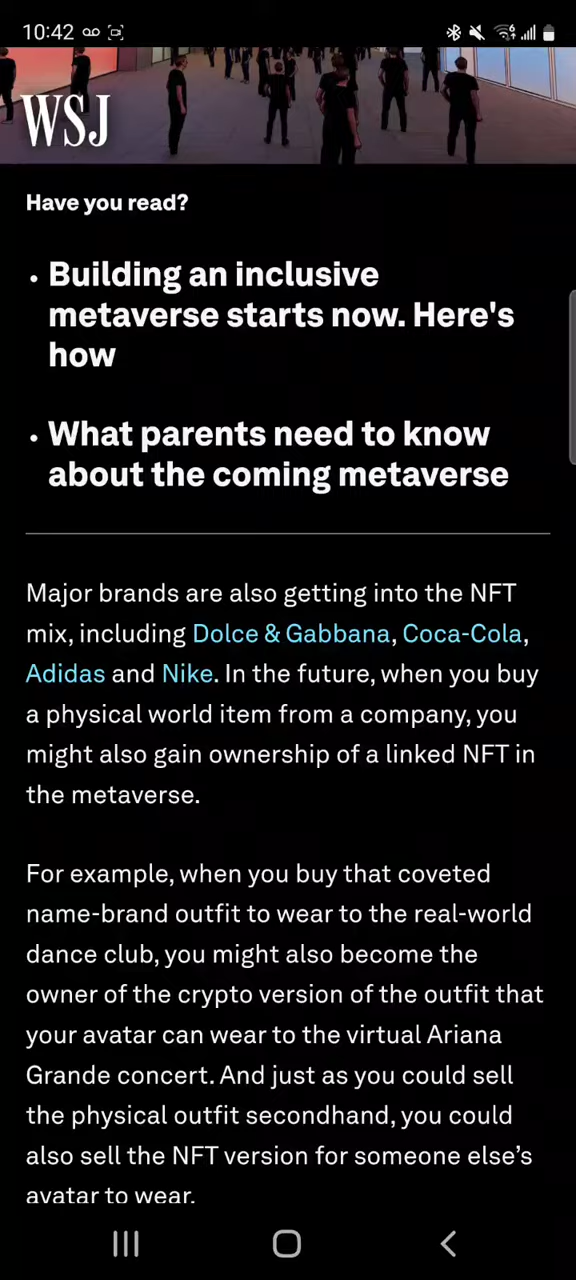 10:42
WSJ
Have you read?
• Building an inclusive
metaverse starts now. Here's
how
• What parents need to know
about the coming metaverse
Major brands are also getting into the NFT
mix, including Dolce & Gabbana, Coca-Cola,
Adidas and Nike. In the future, when you buy
a physical world item from a company, you
might also gain ownership of a linked NFT in
the metaverse.
For example, when you buy that coveted
name-brand outfit to wear to the real-world
dance club, you might also become the
owner of the crypto version of the outfit that
your avatar can wear to the virtual Ariana
Grande concert. And just as you could sell
the physical outfit secondhand, you could
also sell the NFT version for someone else’s
avatar to wear.